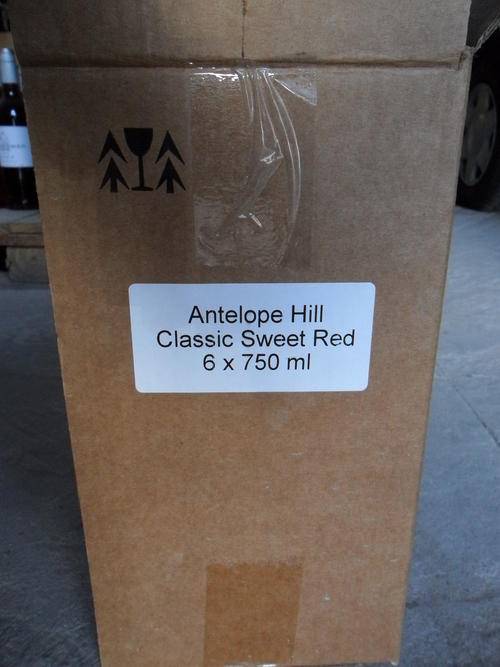 Antelope Hill
Classic Sweet Red
6 x 750 ml